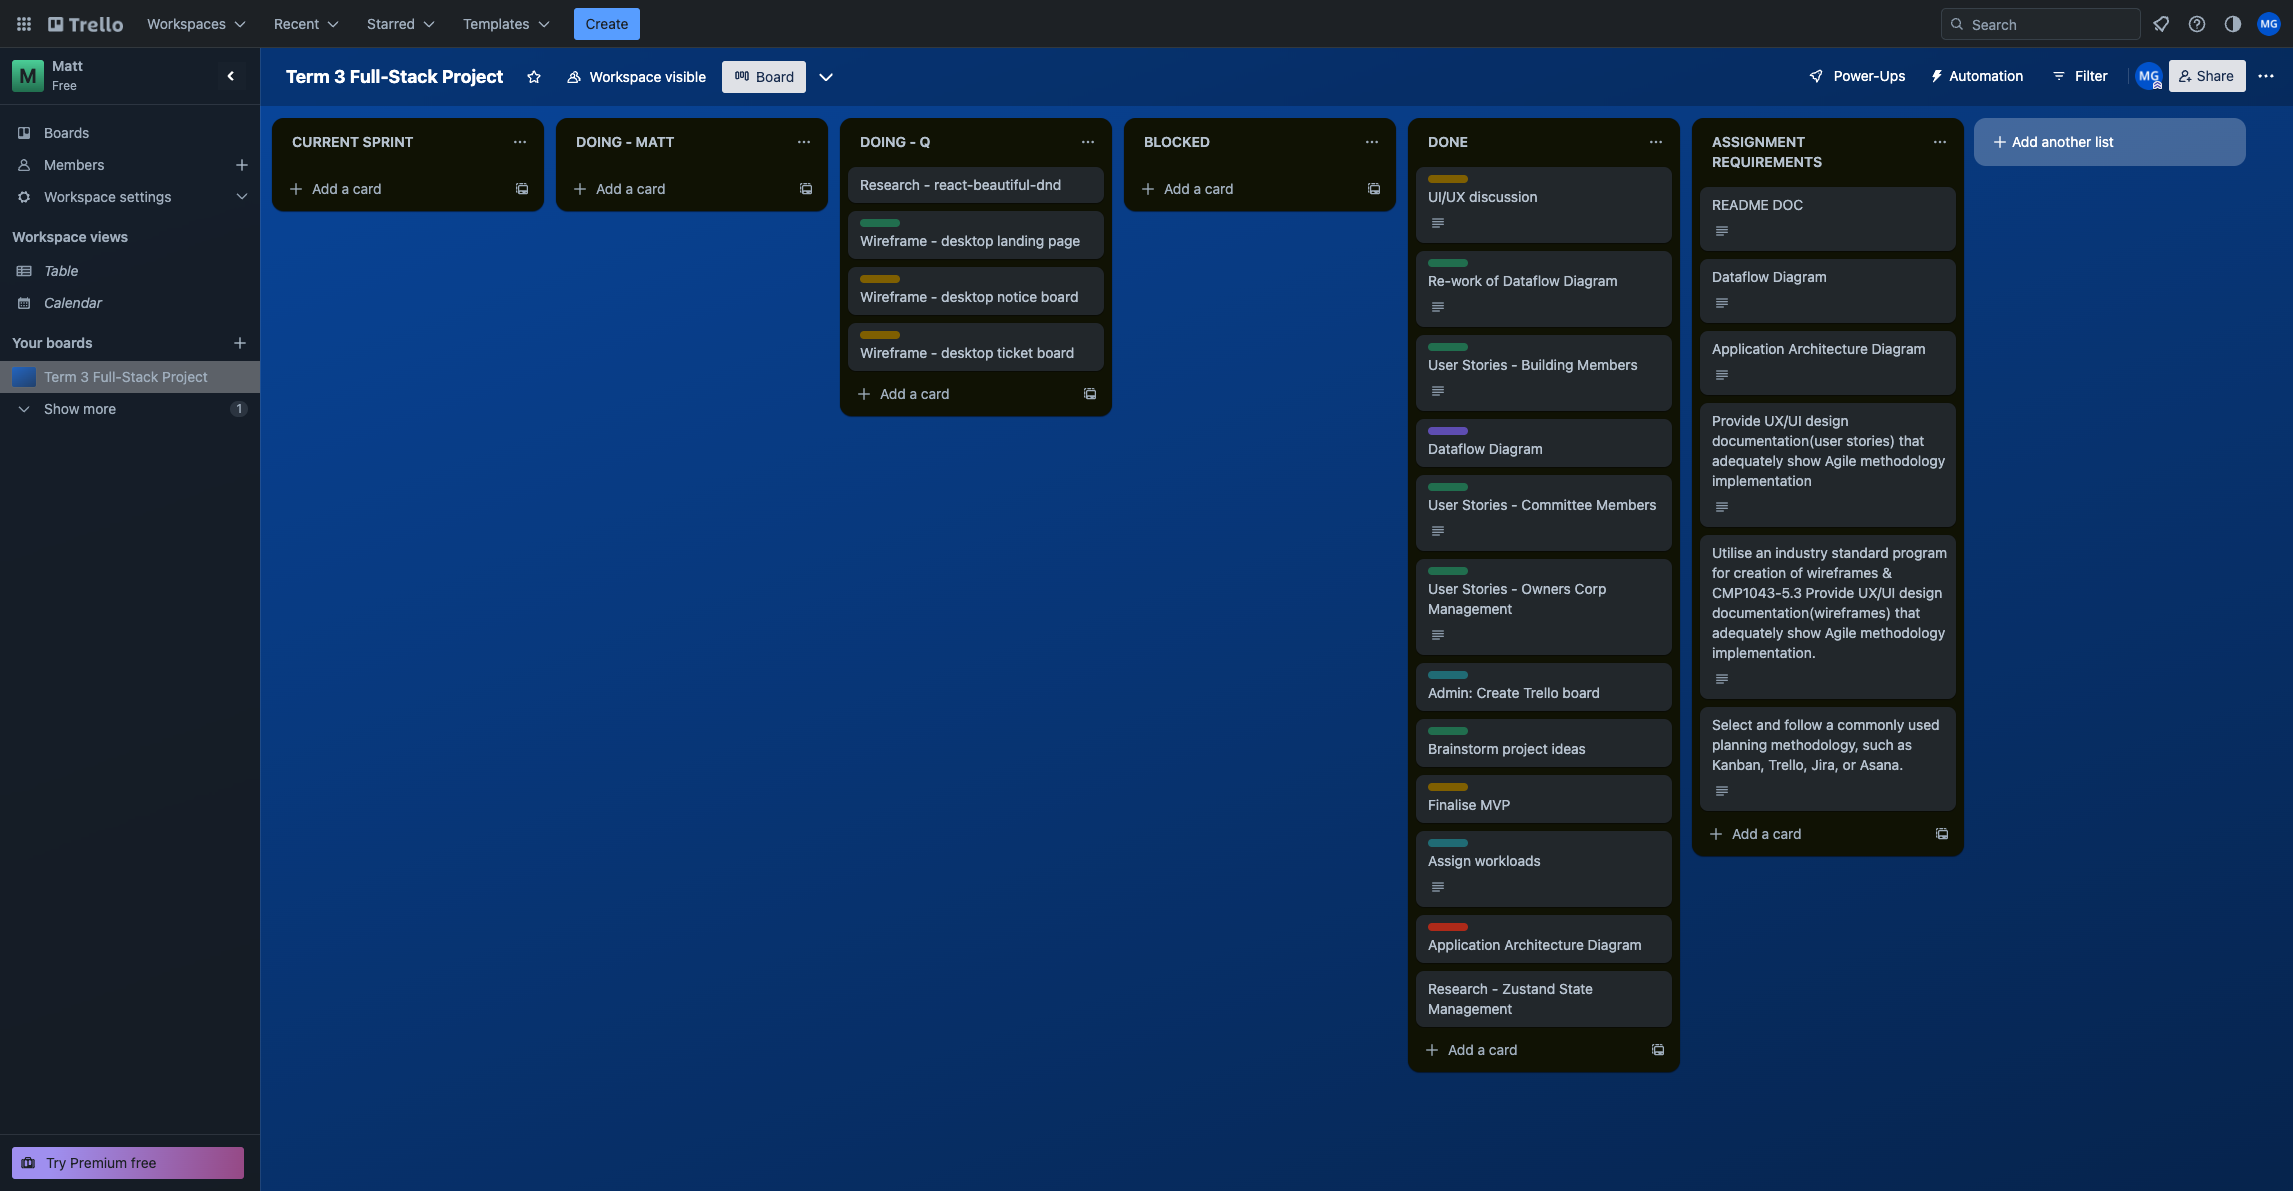 Trello
Workspaces
Recent
Starred
Templates
Create
Search
MG
M
Matt
Free
Boards
Members
Workspace settings
Workspace views
Table
Calendar
Your boards
Term 3 Full-Stack Project
Show more
1
Try Premium free
Term 3 Full-Stack Project
Workspace visible
Board
Power-Ups
Automation
Filter
MG
Share
CURRENT SPRINT
Add a card
DOING - MATT
Add a card
DOING - Q
Research - react-beautiful-dnd
Wireframe - desktop landing page
Wireframe - desktop notice board
Wireframe - desktop ticket board
Add a card
BLOCKED
Add a card
DONE
UI/UX discussion
Re-work of Dataflow Diagram
User Stories - Building Members
Dataflow Diagram
User Stories - Committee Members
User Stories - Owners Corp
Management
Admin: Create Trello board
Brainstorm project ideas
Finalise MVP
Assign workloads
Application Architecture Diagram
Research - Zustand State
Management
Add a card
ASSIGNMENT
REQUIREMENTS
README DOC
Dataflow Diagram
Application Architecture Diagram
Provide UX/UI design
documentation(user stories) that
adequately show Agile methodology
implementation
Utilise an industry standard program
for creation of wireframes &
CMP1043-5.3 Provide UX/UI design
documentation(wireframes) that
adequately show Agile methodology
implementation.
Select and follow a commonly used
planning methodology, such as
Kanban, Trello, Jira, or Asana.
Add a card
Add another list